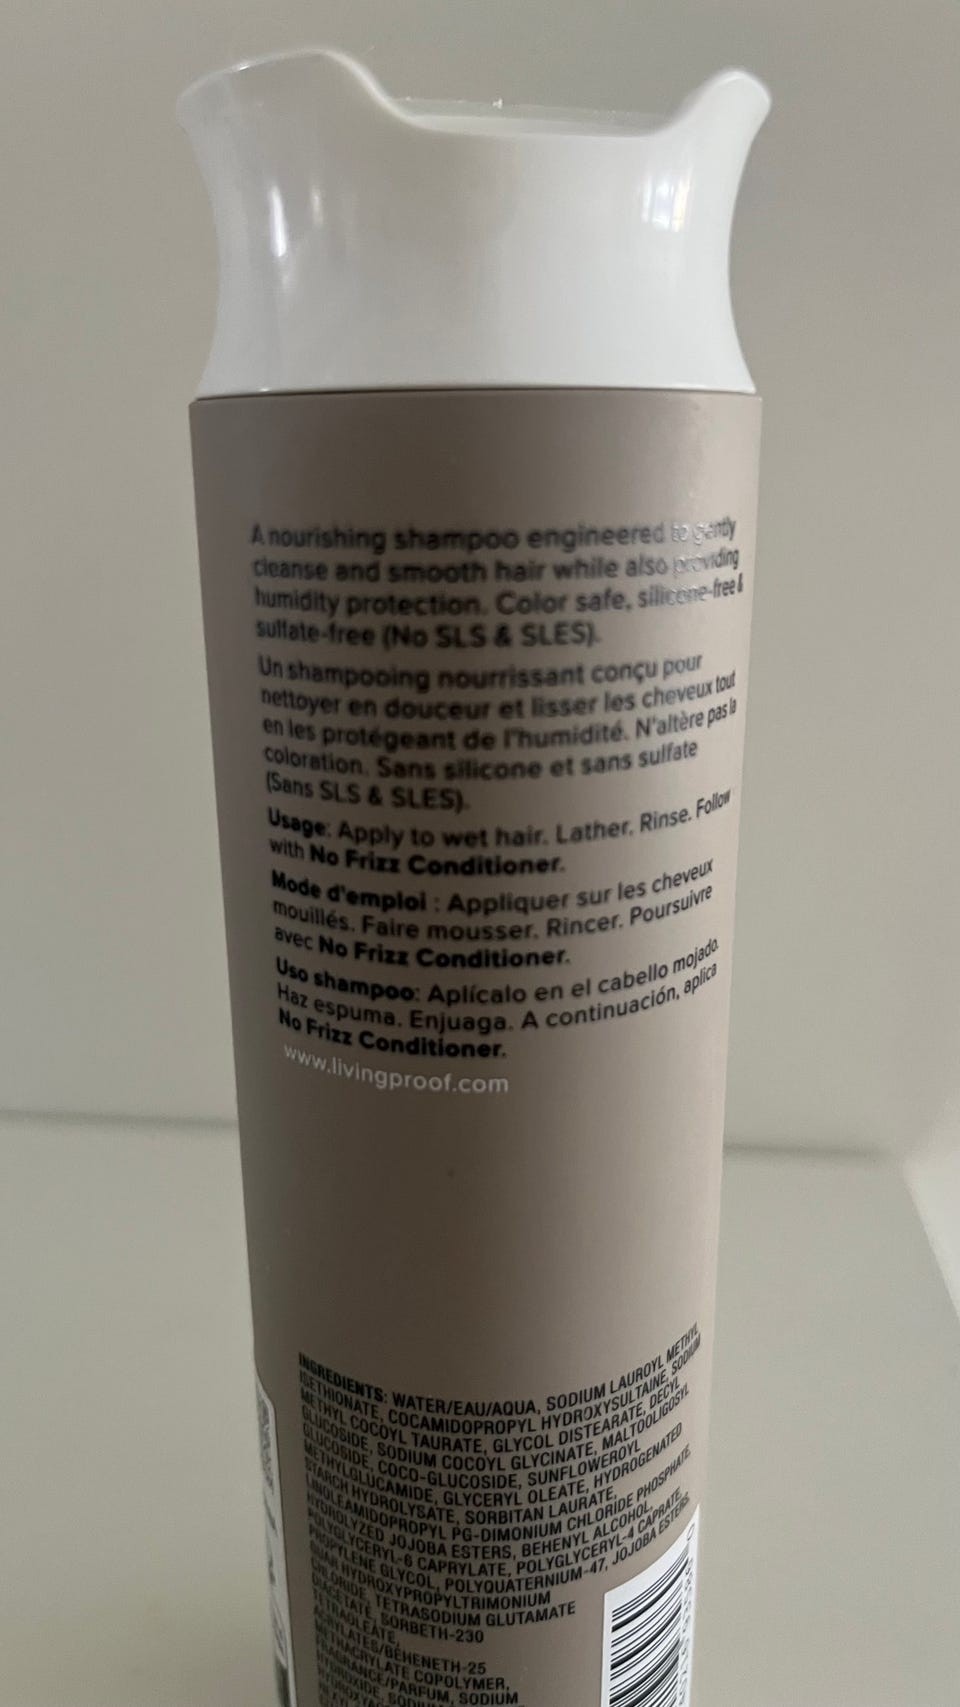 A nourishing shampoo engineered to gently
cleanse and smooth hair while also providing
humidity protection. Color safe, silicone-free &
sulfate-free (No SLS & SLES).
Un shampooing nourrissant conçu pour
nettoyer en douceur et lisser les cheveux tout
en les protégeant de l'humidité. N'altère pas la
coloration. Sans silicone et sans sulfate
(Sans SLS & SLES).
Usage: Apply to wet hair. Lather. Rinse. Follow
with No Frizz Conditioner.
Mode d'emploi : Appliquer sur les cheveux
mouillés. Faire mousser. Rincer. Poursuivre
avec No Frizz Conditioner.
Uso shampoo: Aplícalo en el cabello mojado.
Haz espuma. Enjuaga. A continuación, aplica
No Frizz Conditioner.
www.livingproof.com
INGREDIENTS: WATER/EAU/AQUA, SODIUM LAUROYL METHYL
ISETHIONATE, COCAMIDOPROPYL HYDROXYSULTAINE, SODIUM
METHYL COCOYL TAURATE, GLYCOL DISTEARATE, DECYL
GLUCOSIDE, SODIUM COCOYL GLYCINATE, MALTOOLIGOSYL
GLUCOSIDE, COCO-GLUCOSIDE, SUNFLOWEROYL
METHYLGLUCAMIDE, GLYCERYL OLEATE, HYDROGENATED
STARCH HYDROLYSATE, SORBITAN LAURATE,
LINOLEAMIDOPROPYL PG-DIMONIUM CHLORIDE PHOSPHATE,
HYDROLYZED JOJOBA ESTERS, BEHENYL ALCOHOL,
POLYGLYCERYL-6 CAPRYLATE, POLYGLYCERYL-4 CAPRATE,
PROPYLENE GLYCOL, POLYQUATERNIUM-47, JOJOBA ESTERS,
GUAR HYDROXYPROPYLTRIMONIUM
CHLORIDE, TETRASODIUM GLUTAMATE
DIACETATE, SORBETH-230
TETRAOLEATE,
ACRYLATES/BEHENETH-25
METHACRYLATE COPOLYMER,
FRAGRANCE/PARFUM, SODIUM